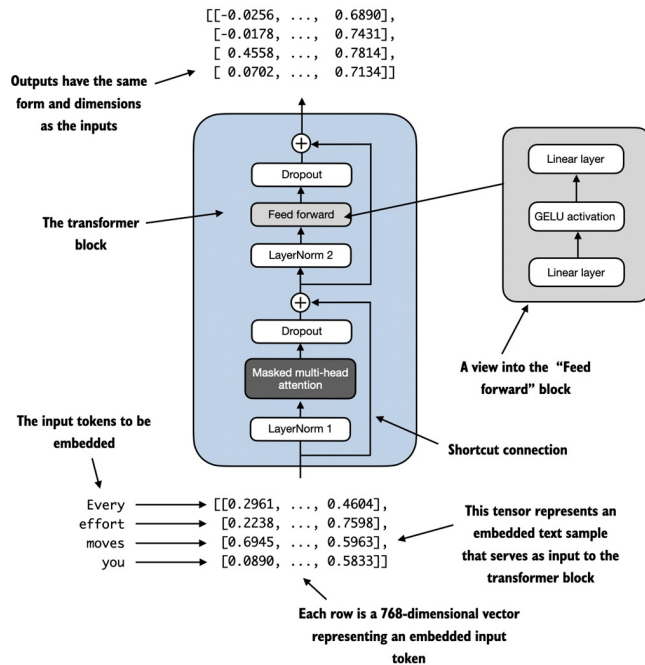 [[-0.0256, ..., 0.6890],
[-0.0178, ..., 0.7431],
[ 0.4558, ..., 0.7814],
[ 0.0702, ..., 0.7134]]
Outputs have the same
form and dimensions
as the inputs
+
Dropout
Linear layer
The transformer
block
Feed forward
GELU activation
LayerNorm 2
Linear layer
+
Dropout
Masked multi-head
attention
A view into the “Feed
forward” block
The input tokens to be
embedded
LayerNorm 1
Shortcut connection
Every [[0.2961, ..., 0.4604],
effort [0.2238, ..., 0.7598],
moves [0.6945, ..., 0.5963],
you [0.0890, ..., 0.5833]]
This tensor represents an
embedded text sample
that serves as input to the
transformer block
Each row is a 768-dimensional vector
representing an embedded input
token